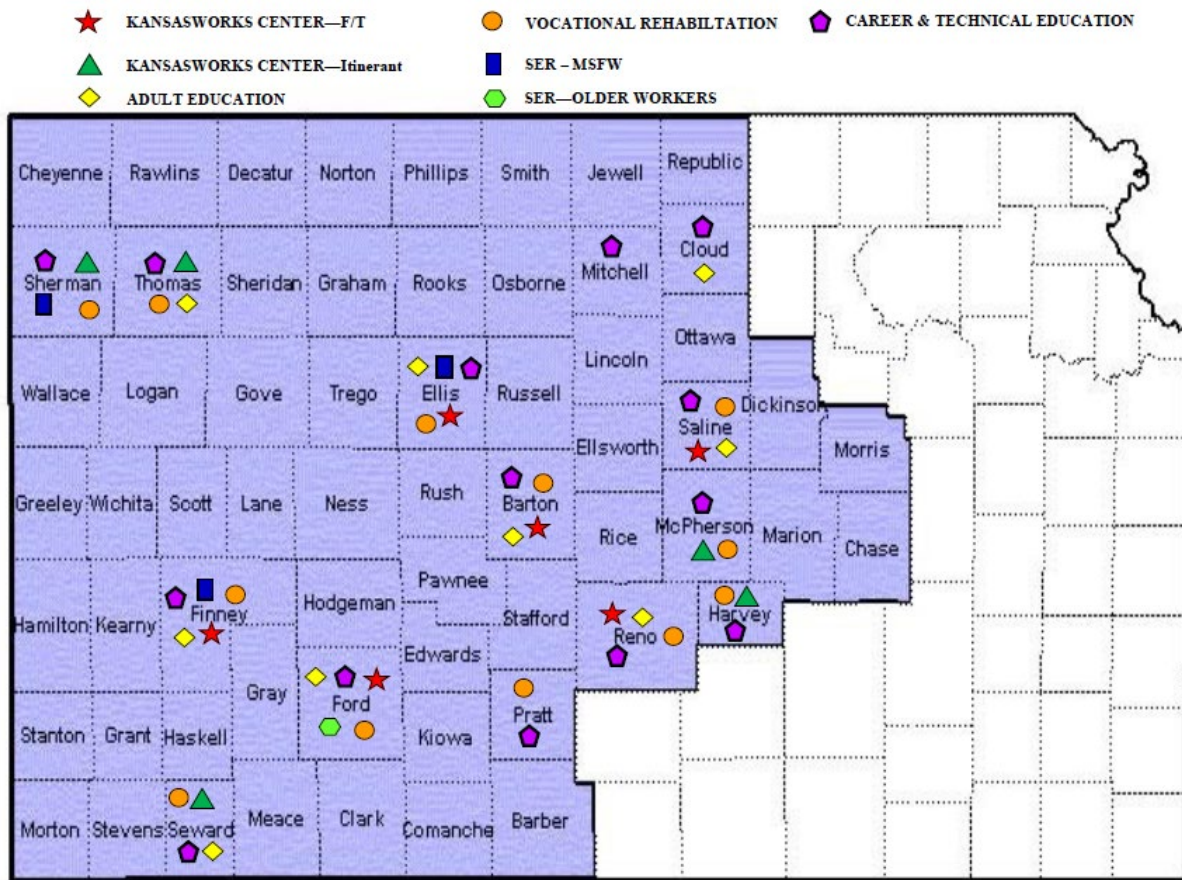 KANSASWORKS CENTER—F/T
VOCATIONAL REHABILTATION
CAREER & TECHNICAL EDUCATION
KANSASWORKS CENTER—Itinerant
SER – MSFW
ADULT EDUCATION
SER—OLDER WORKERS
Cheyenne
Rawlins
Decatur
Norton
Phillips
Smith
Jewell
Republic
Sherman
Thomas
Sheridan
Graham
Rooks
Osborne
Mitchell
Cloud
Ottawa
Lincoln
Wallace
Logan
Gove
Trego
Ellis
Russell
Saline
Dickinson
Ellsworth
Morris
Greeley
Wichita
Scott
Lane
Ness
Rush
Barton
Rice
McPherson
Marion
Chase
Hamilton
Kearny
Finney
Hodgeman
Pawnee
Stafford
Reno
Harvey
Edwards
Gray
Ford
Stanton
Grant
Haskell
Kiowa
Pratt
Morton
Stevens
Seward
Meace
Clark
Comanche
Barber